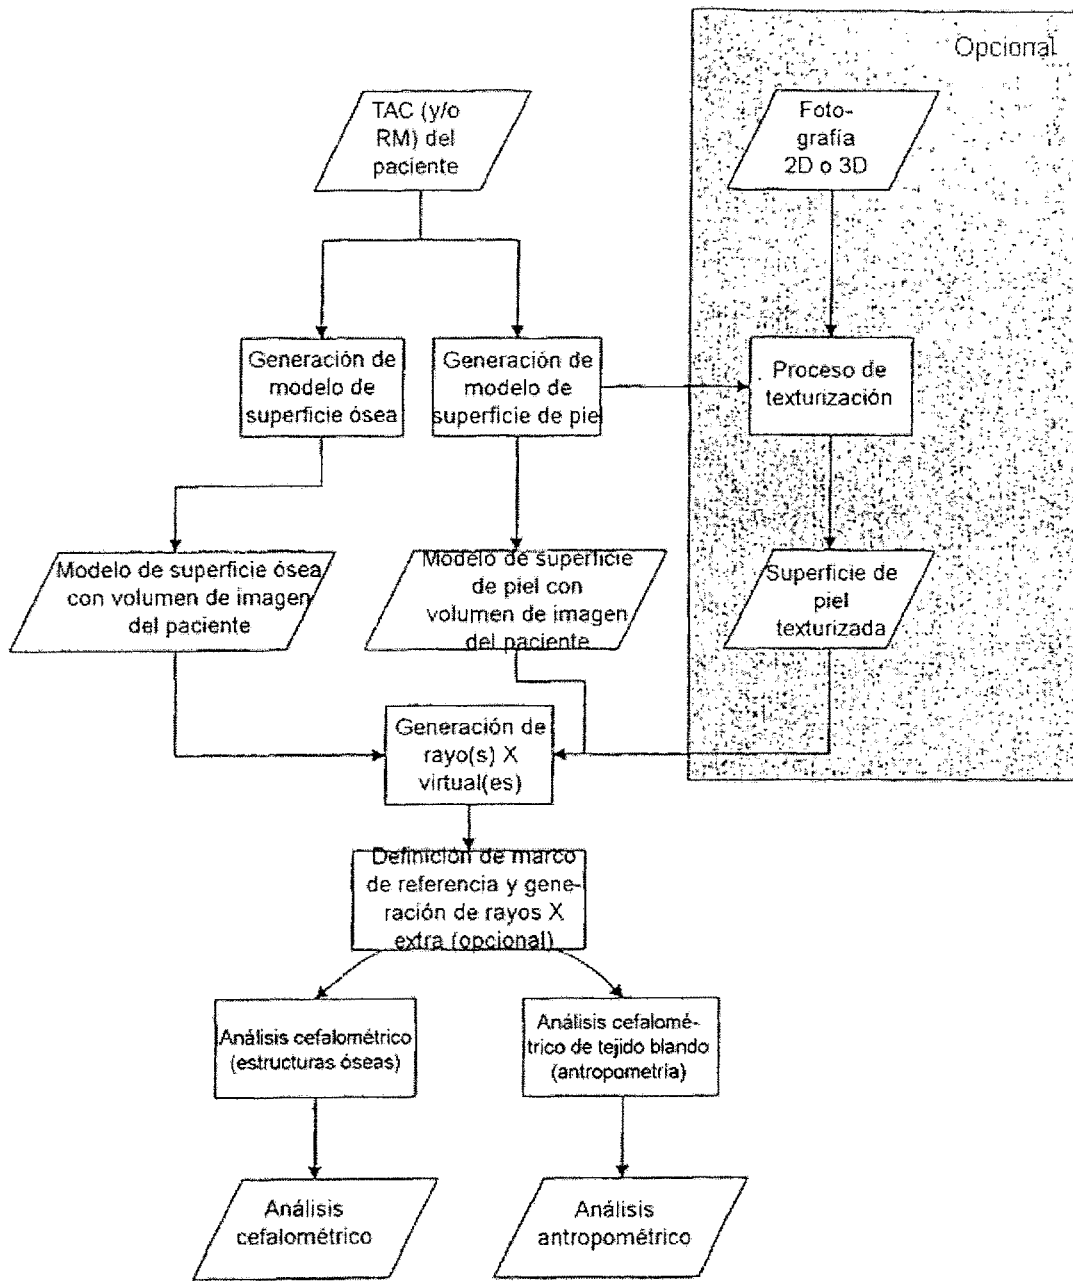 Opcional
TAC (y/o
RM) del
paciente
Foto-
grafía
2D o 3D
Generación de
modelo de
superficie ósea
Generación de
modelo de
superficie de pie
Proceso de
texturización
Modelo de superficie ósea
con volumen de imagen
del paciente
Modelo de superficie
de piel con
volumen de imagen
del paciente
Superficie de
piel
texturizada
Generación de
rayo(s) X
virtual(es)
Definición de marco
de referencia y gene-
ración de rayos X
extra (opcional)
Análisis cefalométrico
(estructuras óseas)
Análisis cefalomé-
trico de tejido blando
(antropometría)
Análisis
cefalométrico
Análisis
antropométrico